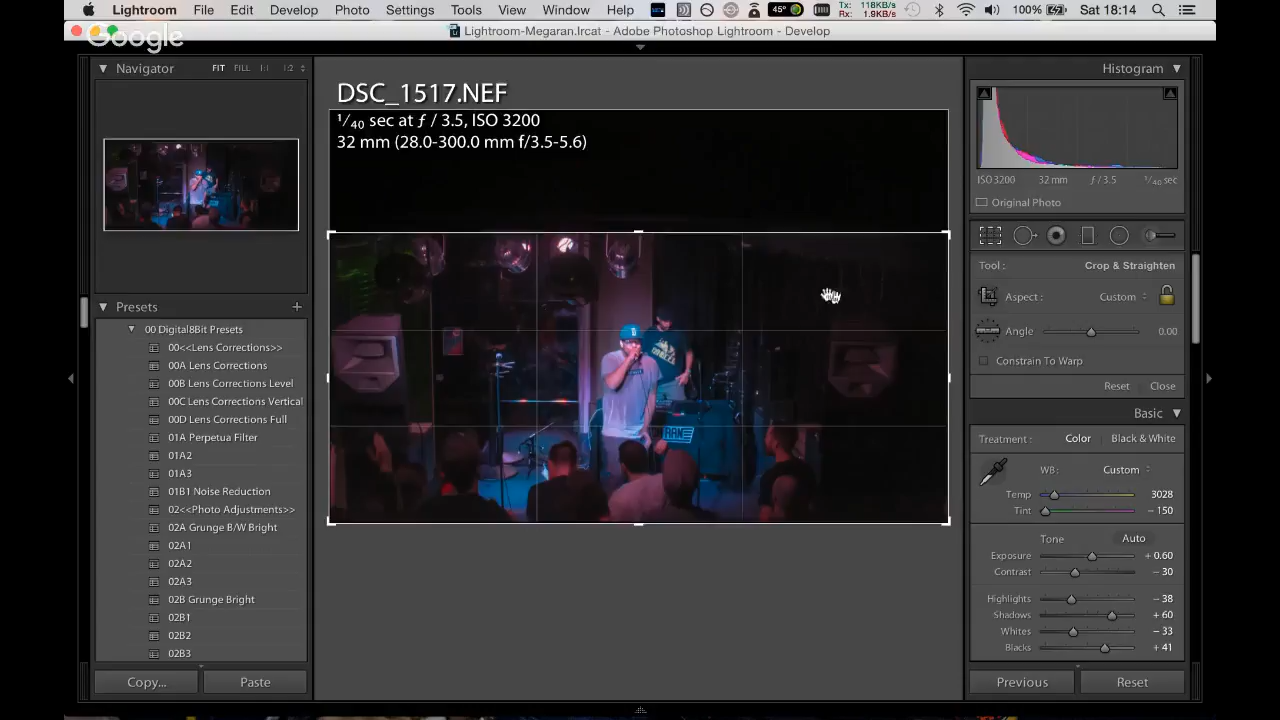 Lightroom File Edit Develop Photo Settings Tools View Window Help 45° Tx: 118KB/s Rx: 1.9KB/s 100% Sat 18:14
Google
Lightroom-Megaran.lrcat - Adobe Photoshop Lightroom - Develop
Navigator FIT FILL 1:1 1:2
Presets +
00 Digital8Bit Presets
00<<Lens Corrections>>
00A Lens Corrections
00B Lens Corrections Level
00C Lens Corrections Vertical
00D Lens Corrections Full
01A Perpetua Filter
01A2
01A3
01B1 Noise Reduction
02<<Photo Adjustments>>
02A Grunge B/W Bright
02A1
02A2
02A3
02B Grunge Bright
02B1
02B2
02B3
Copy... Paste
DSC_1517.NEF
1/40 sec at ƒ / 3.5, ISO 3200
32 mm (28.0-300.0 mm f/3.5-5.6)
Histogram
ISO 3200 32 mm ƒ / 3.5 1/40 sec
Original Photo
Tool : Crop & Straighten
Aspect : Custom
Angle 0.00
Constrain To Warp
Reset Close
Basic
Treatment : Color Black & White
WB : Custom
Temp 3028
Tint - 150
Tone Auto
Exposure + 0.60
Contrast - 30
Highlights - 38
Shadows + 60
Whites - 33
Blacks + 41
Previous Reset